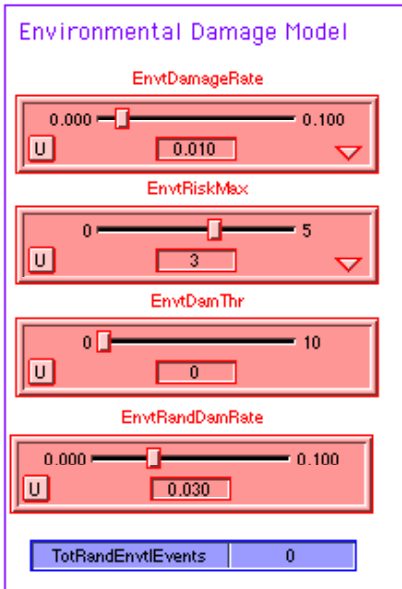 Environmental Damage Model
EnvtDamageRate
0.000 0.100
U 0.010
EnvtRiskMax
0 5
U 3
EnvtDamThr
0 10
U 0
EnvtRandDamRate
0.000 0.100
U 0.030
TotRandEnvtlEvents 0